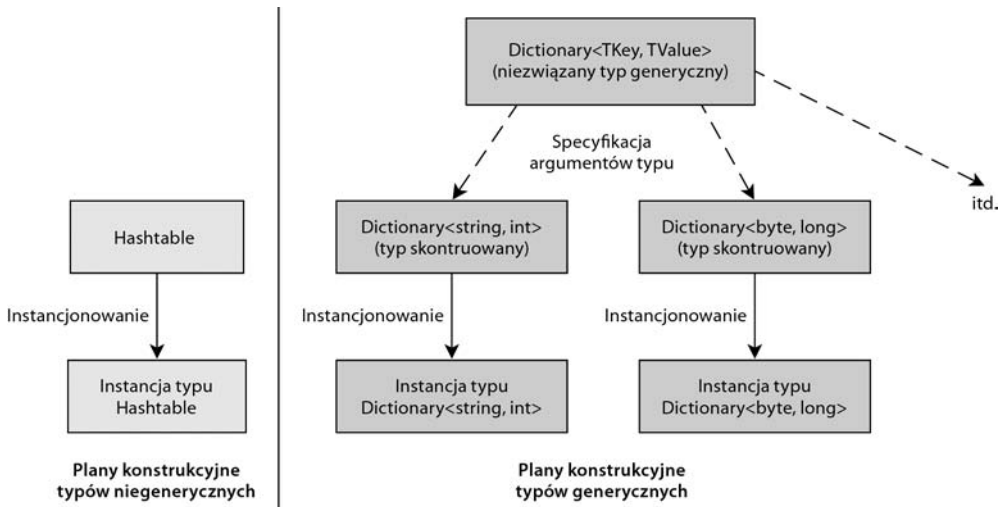 Dictionary<TKey, TValue>
(niezwiązany typ generyczny)
Specyfikacja
argumentów typu
itd.
Hashtable
Dictionary<string, int>
(typ skontruowany)
Dictionary<byte, long>
(typ skontruowany)
Instancjonowanie
Instancjonowanie
Instancjonowanie
Instancja typu
Hashtable
Instancja typu
Dictionary<string, int>
Instancja typu
Dictionary<byte, long>
Plany konstrukcyjne
typów niegenerycznych
Plany konstrukcyjne
typów generycznych